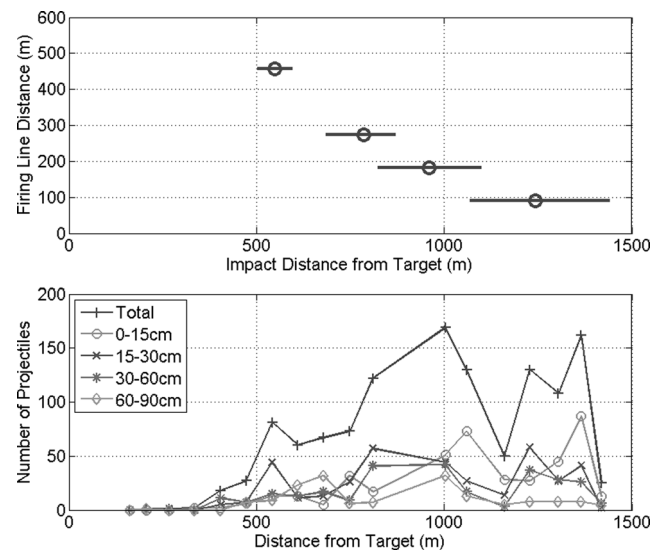 600
500
400
300
200
100
0
Firing Line Distance (m)
0 500 1000 1500
Impact Distance from Target (m)
200
150
100
50
0
Number of Projectiles
Total
0-15cm
15-30cm
30-60cm
60-90cm
0 500 1000 1500
Distance from Target (m)